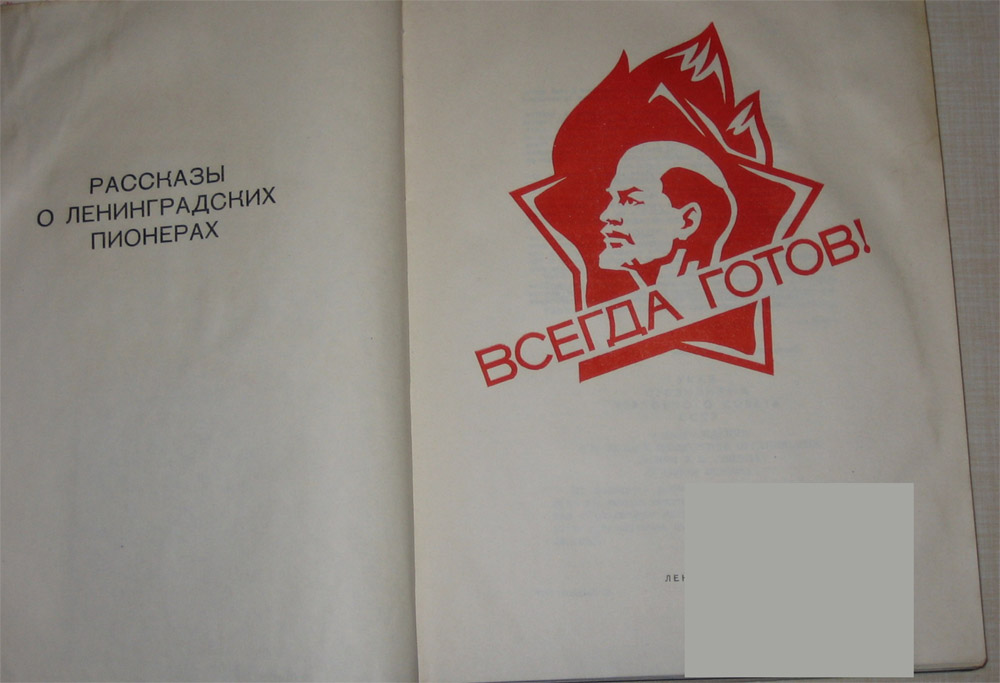 РАССКАЗЫ
О ЛЕНИНГРАДСКИХ
ПИОНЕРАХ
ВСЕГДА ГОТОВ!